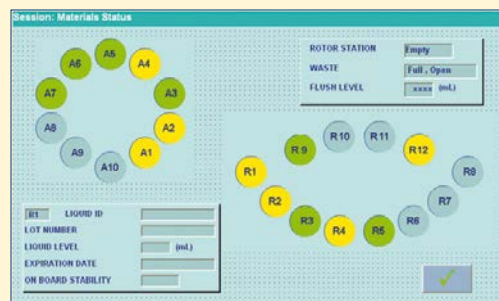 Session: Materials Status
A5
A6
A4
A7
A3
A8
A2
A9
A1
A10
ROTOR STATION Empty
WASTE Full , Open
FLUSH LEVEL xxxx (mL)
R10
R11
R 9
R12
R1
R8
R2
R7
R3
R6
R4
R5
R1 LIQUID ID
LOT NUMBER
LIQUID LEVEL (mL)
EXPIRATION DATE
ON BOARD STABILITY